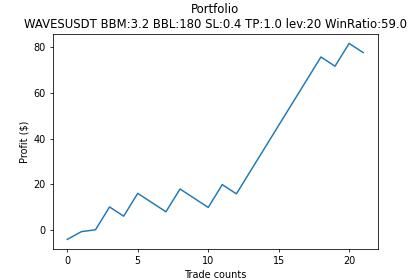 Portfolio
WAVESUSDT BBM:3.2 BBL:180 SL:0.4 TP:1.0 lev:20 WinRatio:59.0
80
60
40
20
0
Profit ($)
0
5
10
15
20
Trade counts